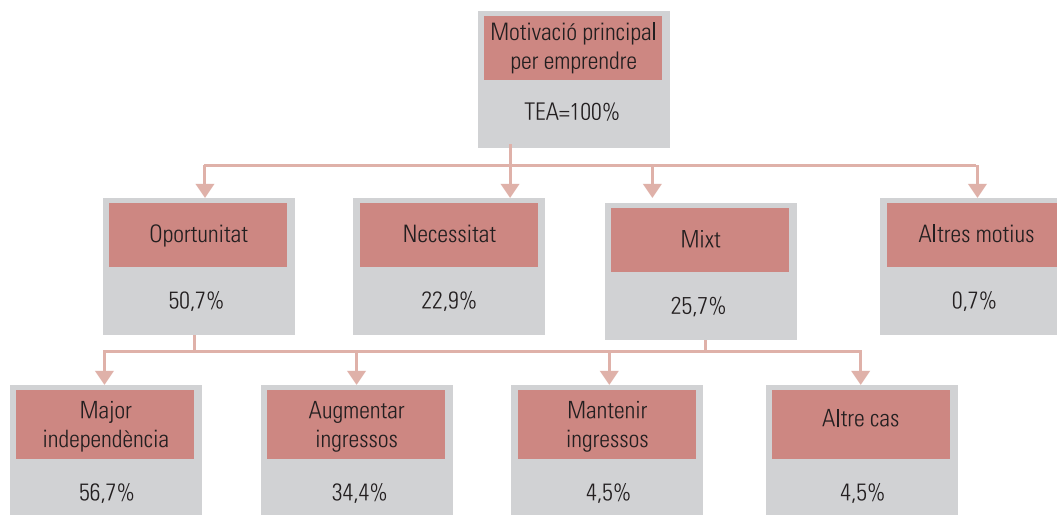 Motivació principal
per emprendre
TEA=100%
Oportunitat
50,7%
Necessitat
22,9%
Mixt
25,7%
Altres motius
0,7%
Major
independència
56,7%
Augmentar
ingressos
34,4%
Mantenir
ingressos
4,5%
Altre cas
4,5%